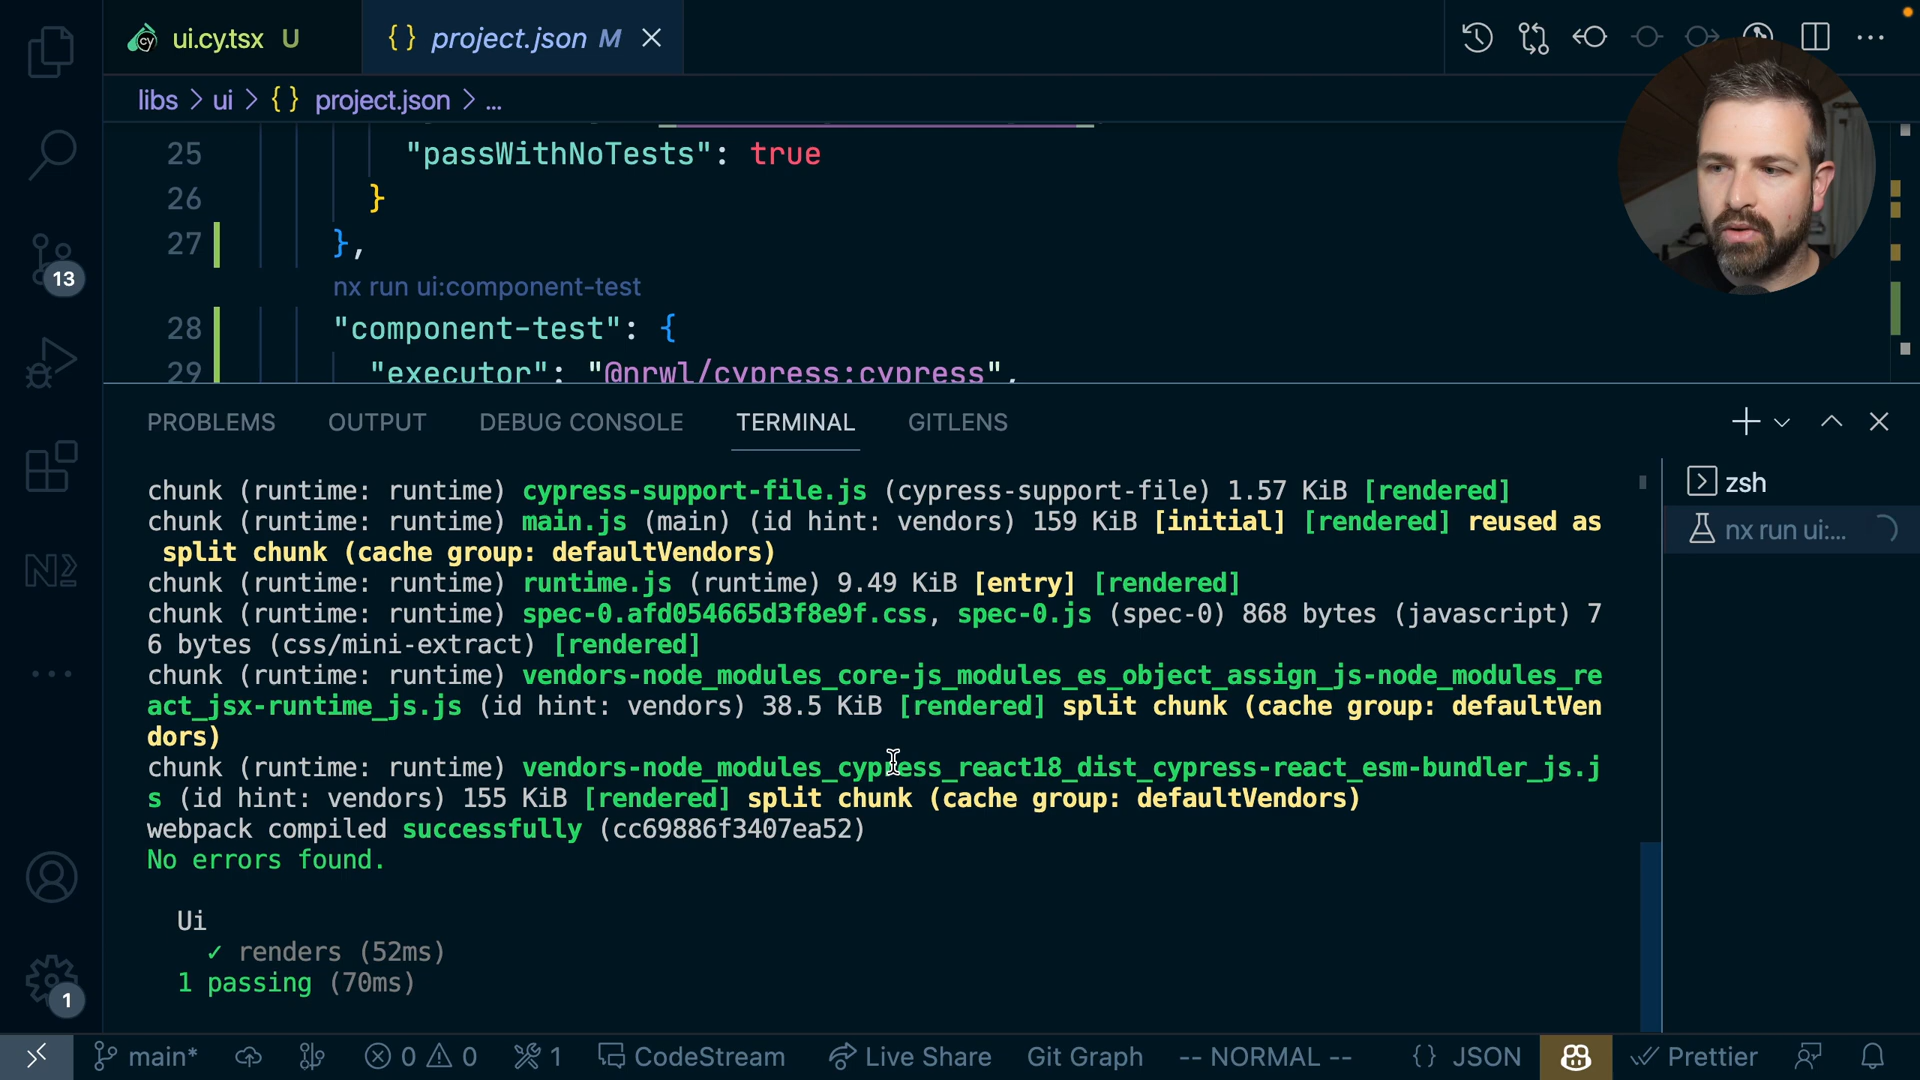 ui.cy.tsx U
{} project.json M
libs > ui > {} project.json > ...
25 "passWithNoTests": true
26 }
27 },
nx run ui:component-test
28 "component-test": {
29 "executor": "@nrwl/cypress:cypress",
13
PROBLEMS OUTPUT DEBUG CONSOLE TERMINAL GITLENS
zsh
nx run ui:...
chunk (runtime: runtime) cypress-support-file.js (cypress-support-file) 1.57 KiB [rendered]
chunk (runtime: runtime) main.js (main) (id hint: vendors) 159 KiB [initial] [rendered] reused as
split chunk (cache group: defaultVendors)
chunk (runtime: runtime) runtime.js (runtime) 9.49 KiB [entry] [rendered]
chunk (runtime: runtime) spec-0.afd054665d3f8e9f.css, spec-0.js (spec-0) 868 bytes (javascript) 7
6 bytes (css/mini-extract) [rendered]
chunk (runtime: runtime) vendors-node_modules_core-js_modules_es_object_assign_js-node_modules_re
act_jsx-runtime_js.js (id hint: vendors) 38.5 KiB [rendered] split chunk (cache group: defaultVen
dors)
chunk (runtime: runtime) vendors-node_modules_cypress_react18_dist_cypress-react_esm-bundler_js.j
s (id hint: vendors) 155 KiB [rendered] split chunk (cache group: defaultVendors)
webpack compiled successfully (cc69886f3407ea52)
No errors found.
Ui
✓ renders (52ms)
1 passing (70ms)
1
main* 0 0 1 CodeStream Live Share Git Graph -- NORMAL -- {} JSON Prettier